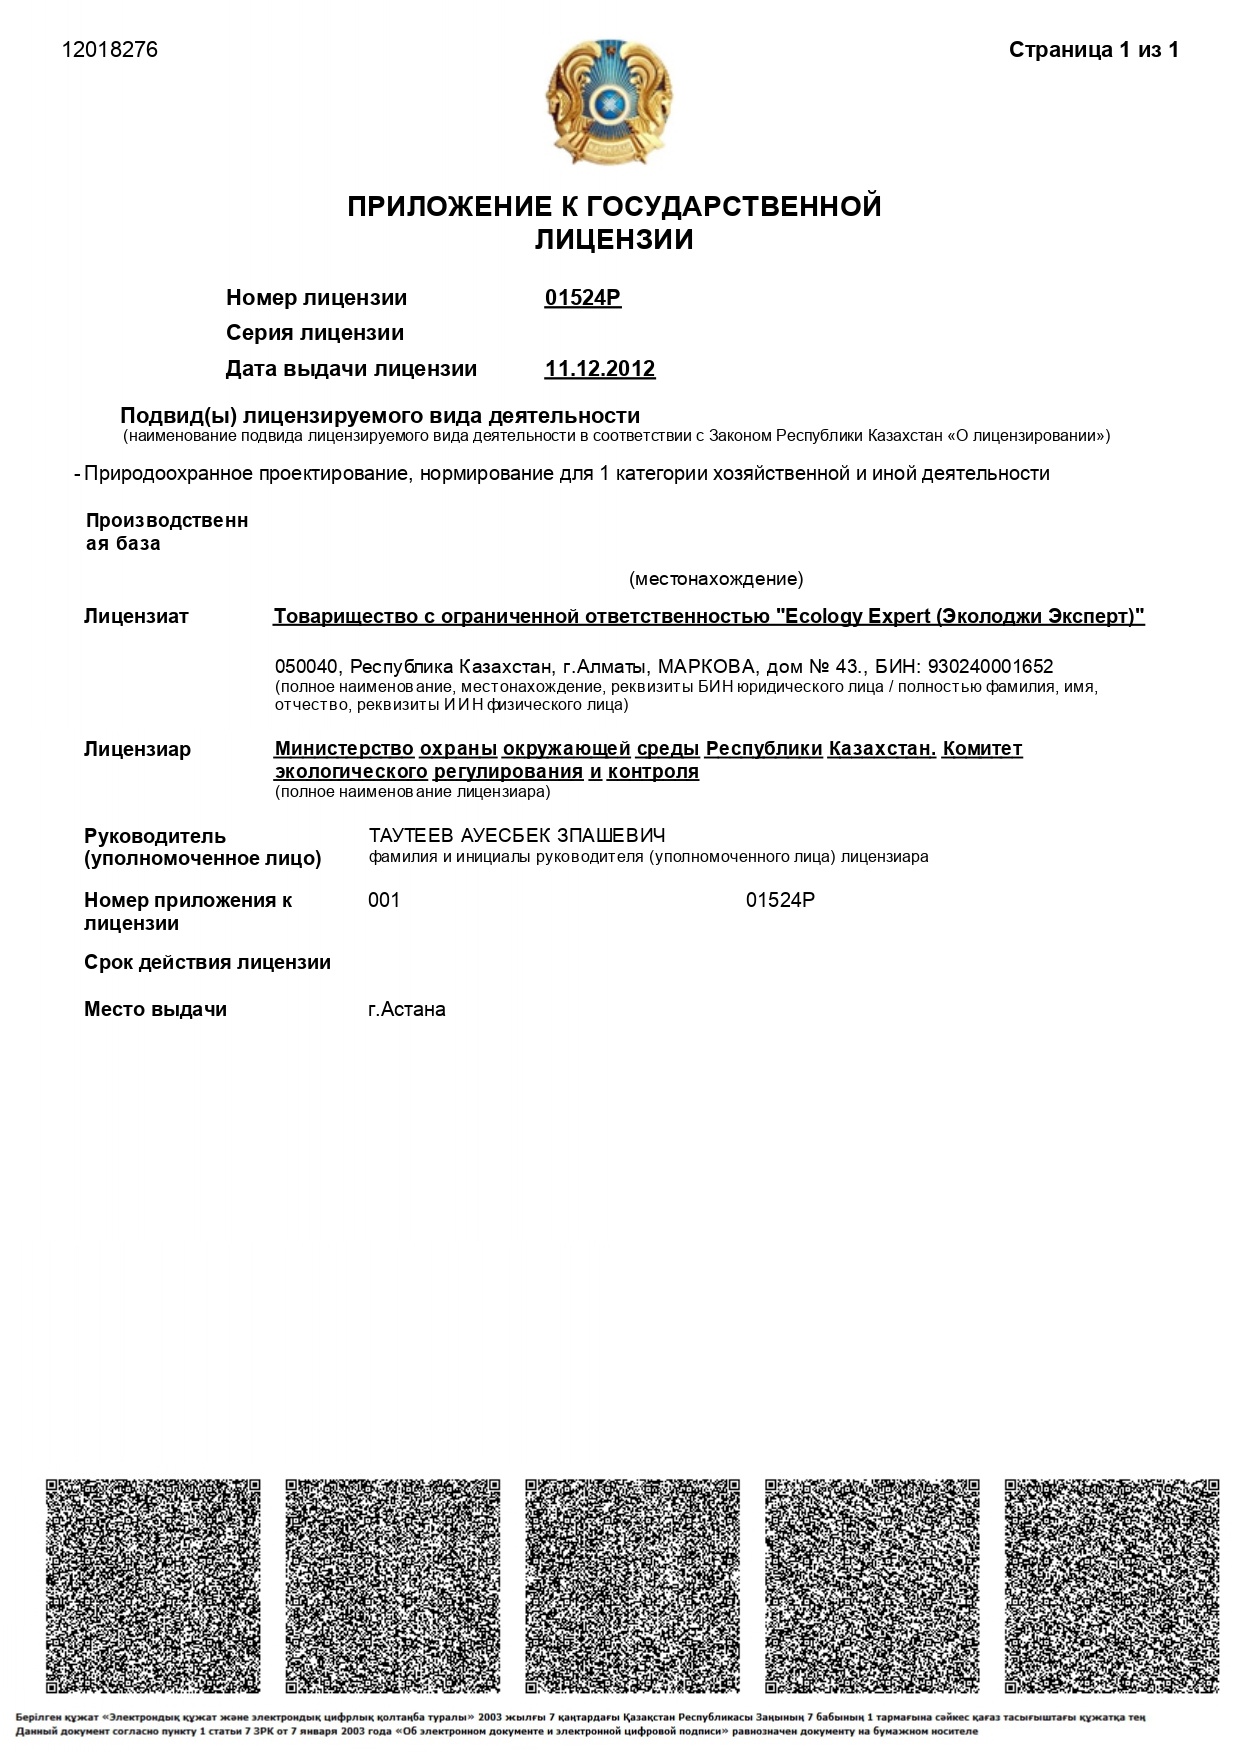 12018276
Страница 1 из 1
ПРИЛОЖЕНИЕ К ГОСУДАРСТВЕННОЙ
ЛИЦЕНЗИИ
Номер лицензии 01524Р
Серия лицензии
Дата выдачи лицензии 11.12.2012
Подвид(ы) лицензируемого вида деятельности
(наименование подвида лицензируемого вида деятельности в соответствии с Законом Республики Казахстан «О лицензировании»)
- Природоохранное проектирование, нормирование для 1 категории хозяйственной и иной деятельности
Производственн
ая база
(местонахождение)
Лицензиат Товарищество с ограниченной ответственностью "Ecology Expert (Эколоджи Эксперт)"
050040, Республика Казахстан, г.Алматы, МАРКОВА, дом № 43., БИН: 930240001652
(полное наименование, местонахождение, реквизиты БИН юридического лица / полностью фамилия, имя,
отчество, реквизиты ИИН физического лица)
Лицензиар Министерство охраны окружающей среды Республики Казахстан. Комитет
экологического регулирования и контроля
(полное наименование лицензиара)
Руководитель ТАУТЕЕВ АУЕСБЕК ЗПАШЕВИЧ
(уполномоченное лицо) фамилия и инициалы руководителя (уполномоченного лица) лицензиара
Номер приложения к 001 01524Р
лицензии
Срок действия лицензии
Место выдачи г.Астана
Берілген құжат «Электрондық құжат және электрондық цифрлық қолтаңба туралы» 2003 жылғы 7 қаңтардағы Қазақстан Республикасы Заңының 7 бабының 1 тармағына сәйкес қағаз тасығыштағы құжатқа тең
Данный документ согласно пункту 1 статьи 7 ЗРК от 7 января 2003 года «Об электронном документе и электронной цифровой подписи» равнозначен документу на бумажном носителе